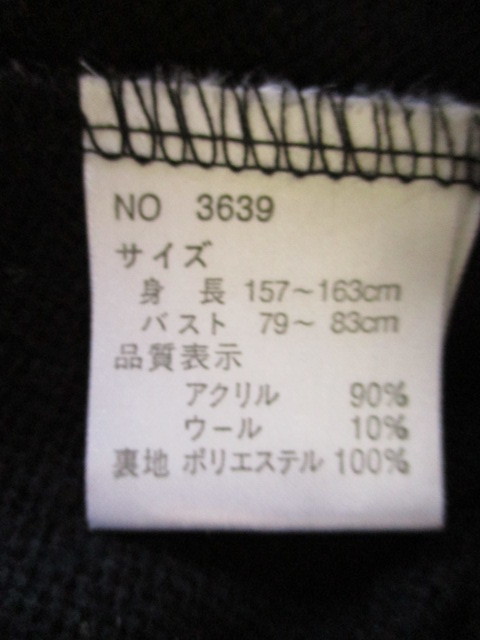 NO 3639
サイズ
身 長 157～163cm
バスト 79～ 83cm
品質表示
アクリル 90%
ウール 10%
裏地 ポリエステル 100%